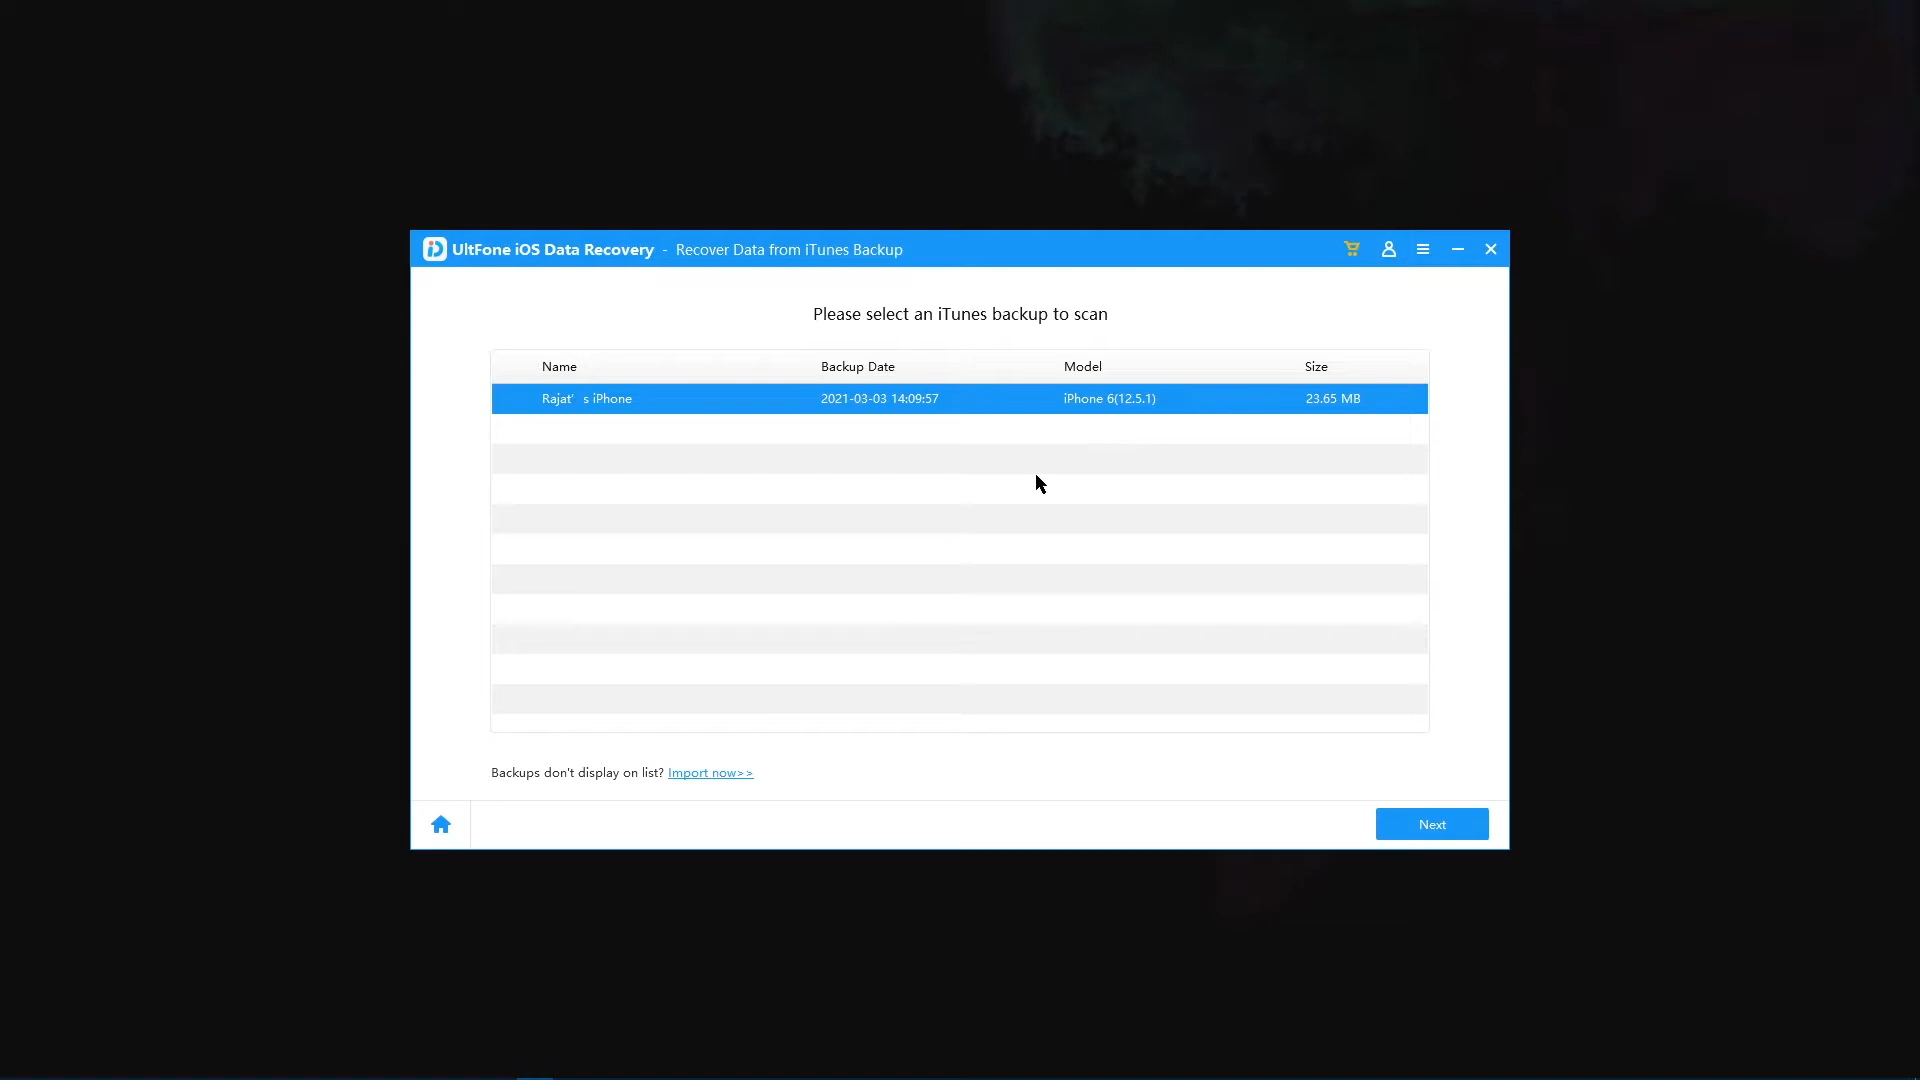 UltFone iOS Data Recovery - Recover Data from iTunes Backup
Please select an iTunes backup to scan
Name Backup Date Model Size
Rajat’ s iPhone 2021-03-03 14:09:57 iPhone 6(12.5.1) 23.65 MB
Backups don't display on list? Import now>>
Next